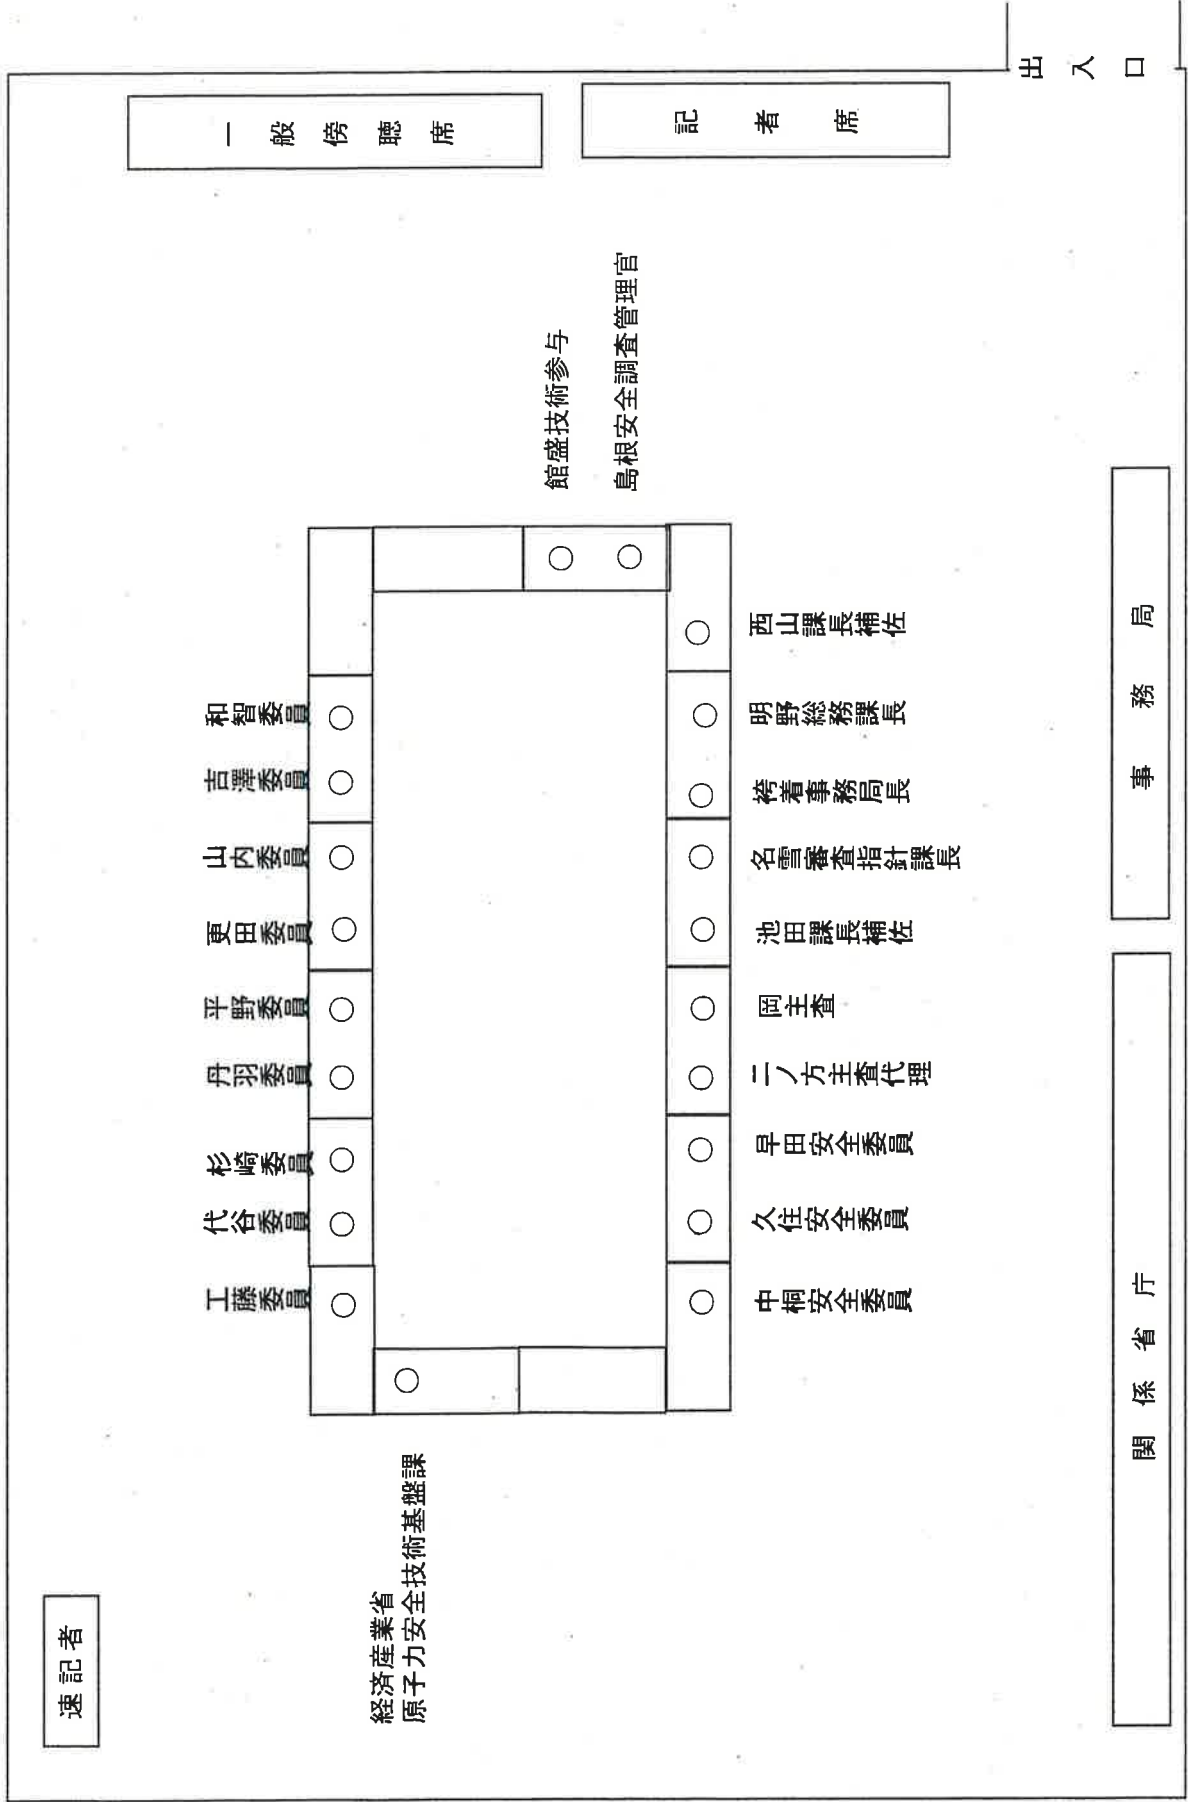 出入口
一般傍聴席
記者席
館盛技術参与
島根安全調査管理官
和智委員
吉澤委員
山内委員
更田委員
平野委員
丹羽委員
杉崎委員
代谷委員
工藤委員
西山課長補佐
明野総務課長
袴着事務局長
名雪審査指針課長
池田課長補佐
岡主査
二ノ方主査代理
早田安全委員
久住安全委員
中桐安全委員
経済産業省
原子力安全技術基盤課
速記者
事務局
関係省庁